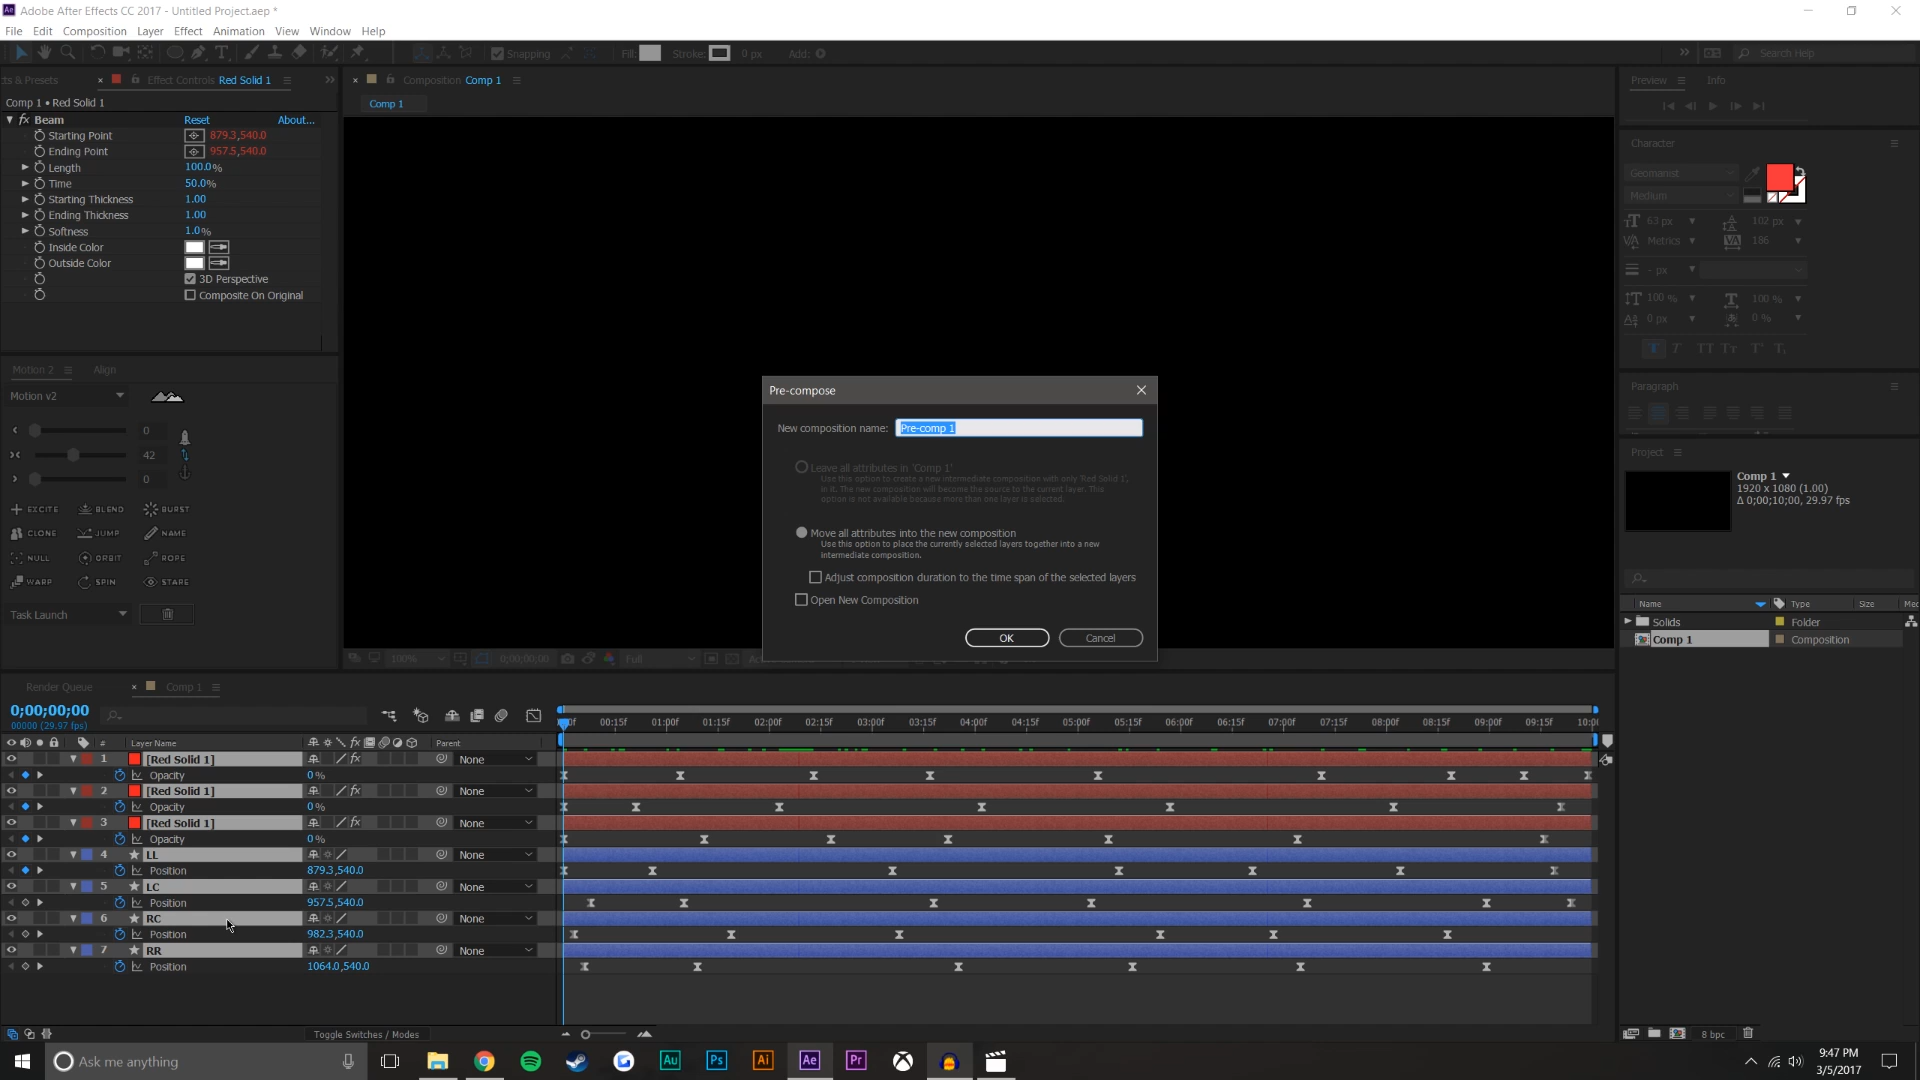 Adobe After Effects CC 2017 - Untitled Project.aep *
File Edit Composition Layer Effect Animation View Window Help
Snapping Fill: Stroke: 0 px Add: Search Help
ts & Presets Effect Controls Red Solid 1
Composition Comp 1
Preview Info
Comp 1
Comp 1 • Red Solid 1
fx Beam Reset About...
Starting Point 879.3,540.0
Ending Point 957.5,540.0
Length 100.0%
Time 50.0%
Starting Thickness 1.00
Ending Thickness 1.00
Softness 1.0%
Inside Color
Outside Color
3D Perspective
Composite On Original
Character
Geomanist
Medium
63 px 102 px
Metrics 186
- px
100 % 100 %
0 px 0 %
Paragraph
Motion 2 Align
Motion v2
0
42
0
EXCITE BLEND BURST
CLONE JUMP NAME
NULL ORBIT ROPE
WARP SPIN STARE
Task Launch
Pre-compose
New composition name: Pre-comp 1
Leave all attributes in 'Comp 1'
Use this option to create a new intermediate composition with only 'Red Solid 1',
in it. The new composition will become the source to the current layer. This
option is not available because more than one layer is selected.
Move all attributes into the new composition
Use this option to place the currently selected layers together into a new
intermediate composition.
Adjust composition duration to the time span of the selected layers
Open New Composition
OK Cancel
Project
Comp 1
1920 x 1080 (1.00)
Δ 0;00;10;00, 29.97 fps
Name Type Size Med
Solids Folder
Comp 1 Composition
100% 0;00;00;00 Full
Render Queue Comp 1
0;00;00;00
00000 (29.97 fps)
00:15f 01:00f 01:15f 02:00f 02:15f 03:00f 03:15f 04:00f 04:15f 05:00f 05:15f 06:00f 06:15f 07:00f 07:15f 08:00f 08:15f 09:00f 09:15f 10:0
# Layer Name Parent
1 [Red Solid 1] fx None
Opacity 0 %
2 [Red Solid 1] fx None
Opacity 0 %
3 [Red Solid 1] fx None
Opacity 0 %
4 LL None
Position 879.3,540.0
5 LC None
Position 957.5,540.0
6 RC None
Position 982.3,540.0
7 RR None
Position 1064.0,540.0
Toggle Switches / Modes
8 bpc
Ask me anything
Au Ps Ai Ae Pr
9:47 PM
3/5/2017